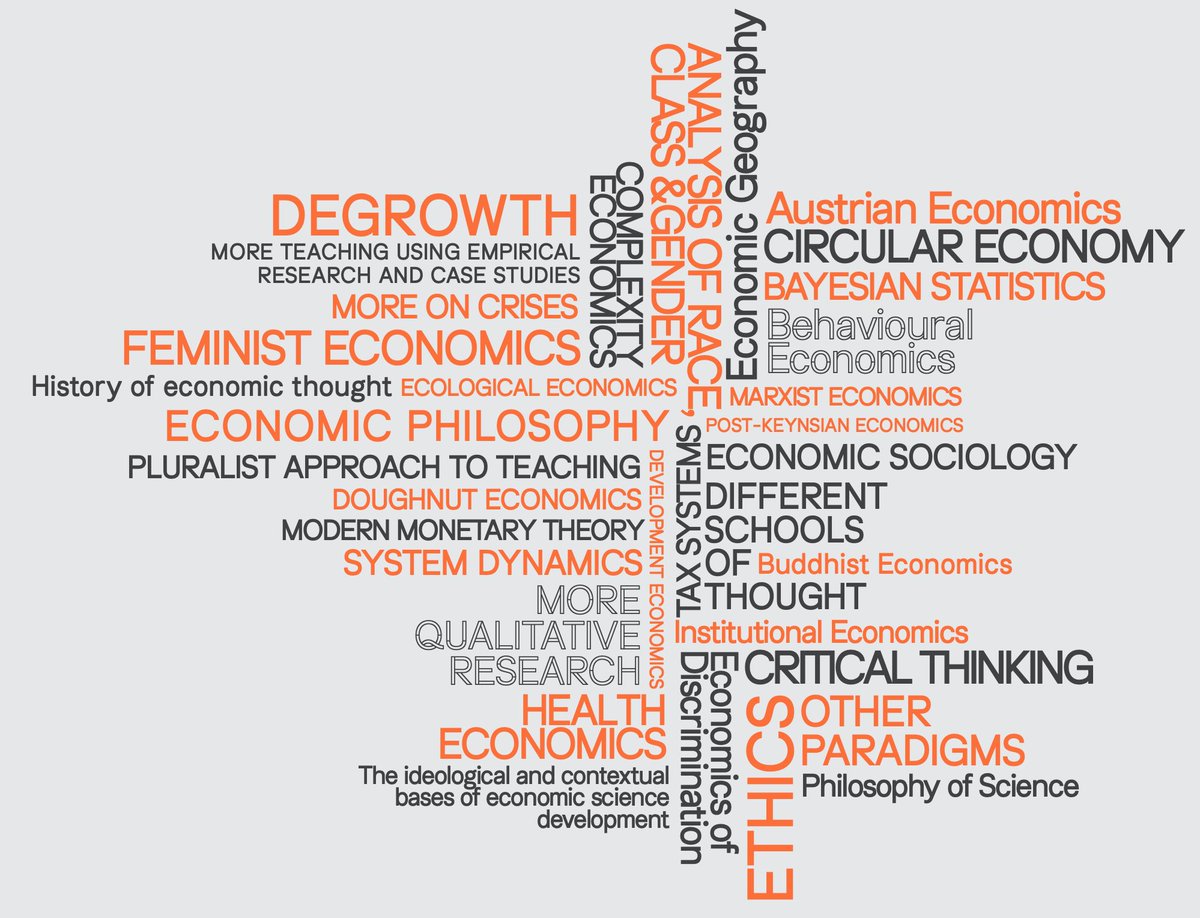 Economic Geography
ANALYSIS OF RACE,
CLASS &GENDER
COMPLEXITY
ECONOMICS
DEGROWTH
MORE TEACHING USING EMPIRICAL
RESEARCH AND CASE STUDIES
MORE ON CRISES
FEMINIST ECONOMICS
History of economic thought
ECOLOGICAL ECONOMICS
ECONOMIC PHILOSOPHY
PLURALIST APPROACH TO TEACHING
DOUGHNUT ECONOMICS
MODERN MONETARY THEORY
SYSTEM DYNAMICS
MORE
QUALITATIVE
RESEARCH
HEALTH
ECONOMICS
The ideological and contextual
bases of economic science
development
DEVELOPMENT ECONOMICS
TAX SYSTEMS
Austrian Economics
CIRCULAR ECONOMY
BAYESIAN STATISTICS
Behavioural
Economics
MARXIST ECONOMICS
POST-KEYNSIAN ECONOMICS
ECONOMIC SOCIOLOGY
DIFFERENT
SCHOOLS
OF
THOUGHT
Buddhist Economics
Institutional Economics
CRITICAL THINKING
Economics of
Discrimination
ETHICS
OTHER
PARADIGMS
Philosophy of Science